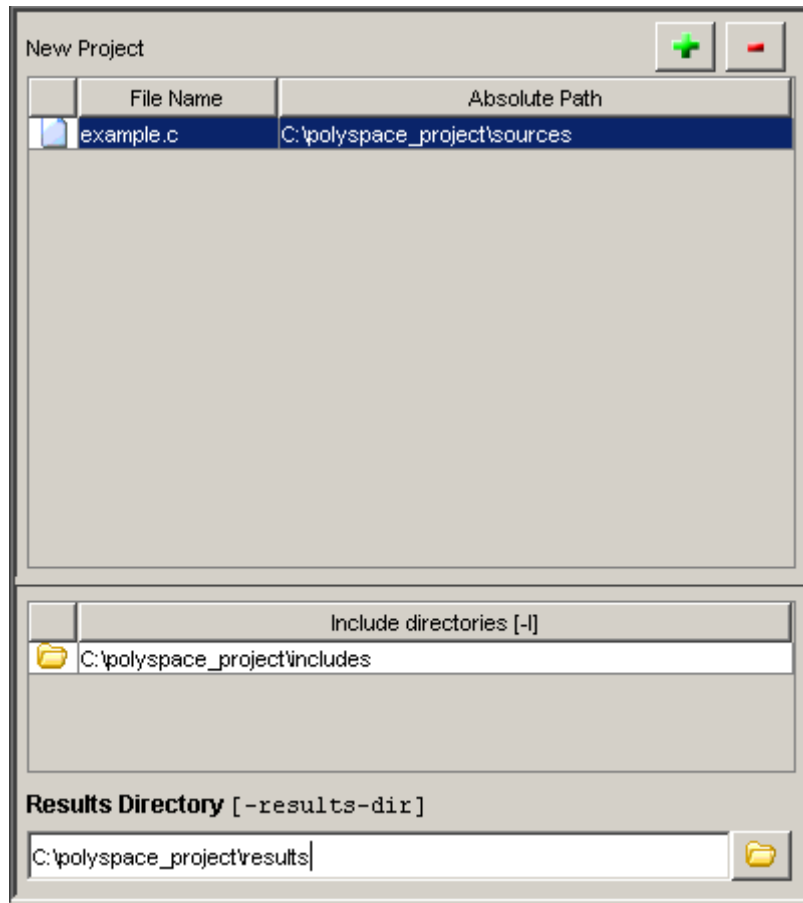 New Project
File Name Absolute Path
example.c C:\polyspace_project\sources
Include directories [-I]
C:\polyspace_project\includes
Results Directory [-results-dir]
C:\polyspace_project\results